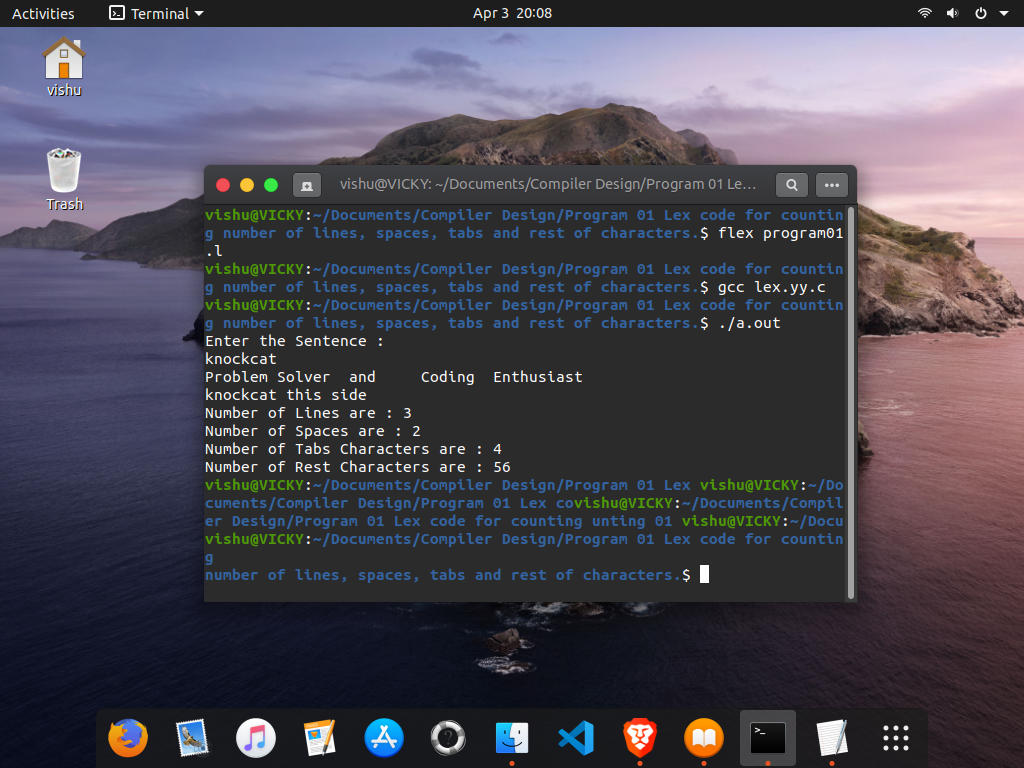 Activities Terminal Apr 3 20:08
vishu
Trash
vishu@VICKY: ~/Documents/Compiler Design/Program 01 Le...
vishu@VICKY:~/Documents/Compiler Design/Program 01 Lex code for countin
g number of lines, spaces, tabs and rest of characters.$ flex program01
.l
vishu@VICKY:~/Documents/Compiler Design/Program 01 Lex code for countin
g number of lines, spaces, tabs and rest of characters.$ gcc lex.yy.c
vishu@VICKY:~/Documents/Compiler Design/Program 01 Lex code for countin
g number of lines, spaces, tabs and rest of characters.$ ./a.out
Enter the Sentence :
knockcat
Problem Solver  and     Coding  Enthusiast
knockcat this side
Number of Lines are : 3
Number of Spaces are : 2
Number of Tabs Characters are : 4
Number of Rest Characters are : 56
vishu@VICKY:~/Documents/Compiler Design/Program 01 Lex vishu@VICKY:~/Do
cuments/Compiler Design/Program 01 Lex covishu@VICKY:~/Documents/Compil
er Design/Program 01 Lex code for counting unting 01 vishu@VICKY:~/Docu
vishu@VICKY:~/Documents/Compiler Design/Program 01 Lex code for countin
g
number of lines, spaces, tabs and rest of characters.$